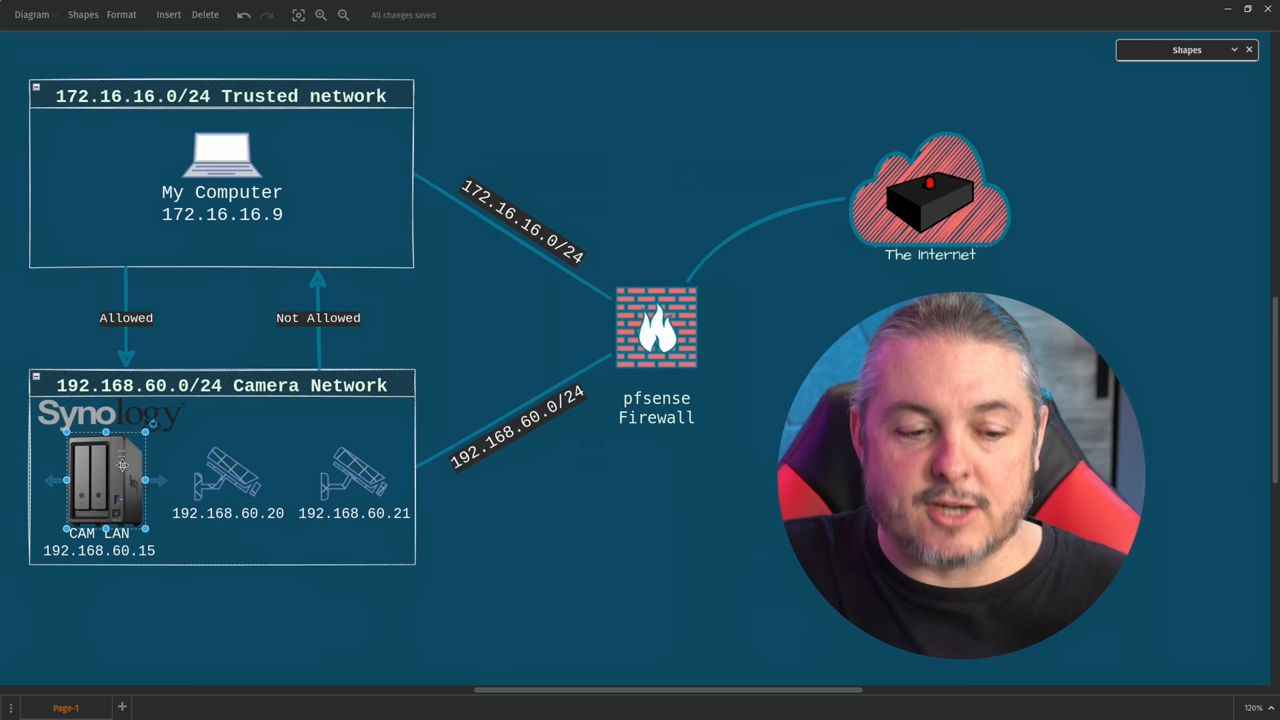 Diagram Shapes Format Insert Delete All changes saved
Shapes
172.16.16.0/24 Trusted network
My Computer
172.16.16.9
172.16.16.0/24
The Internet
Allowed
Not Allowed
192.168.60.0/24 Camera Network
Synology
CAM LAN
192.168.60.15
192.168.60.20
192.168.60.21
192.168.60.0/24
pfsense
Firewall
Page-1
120%